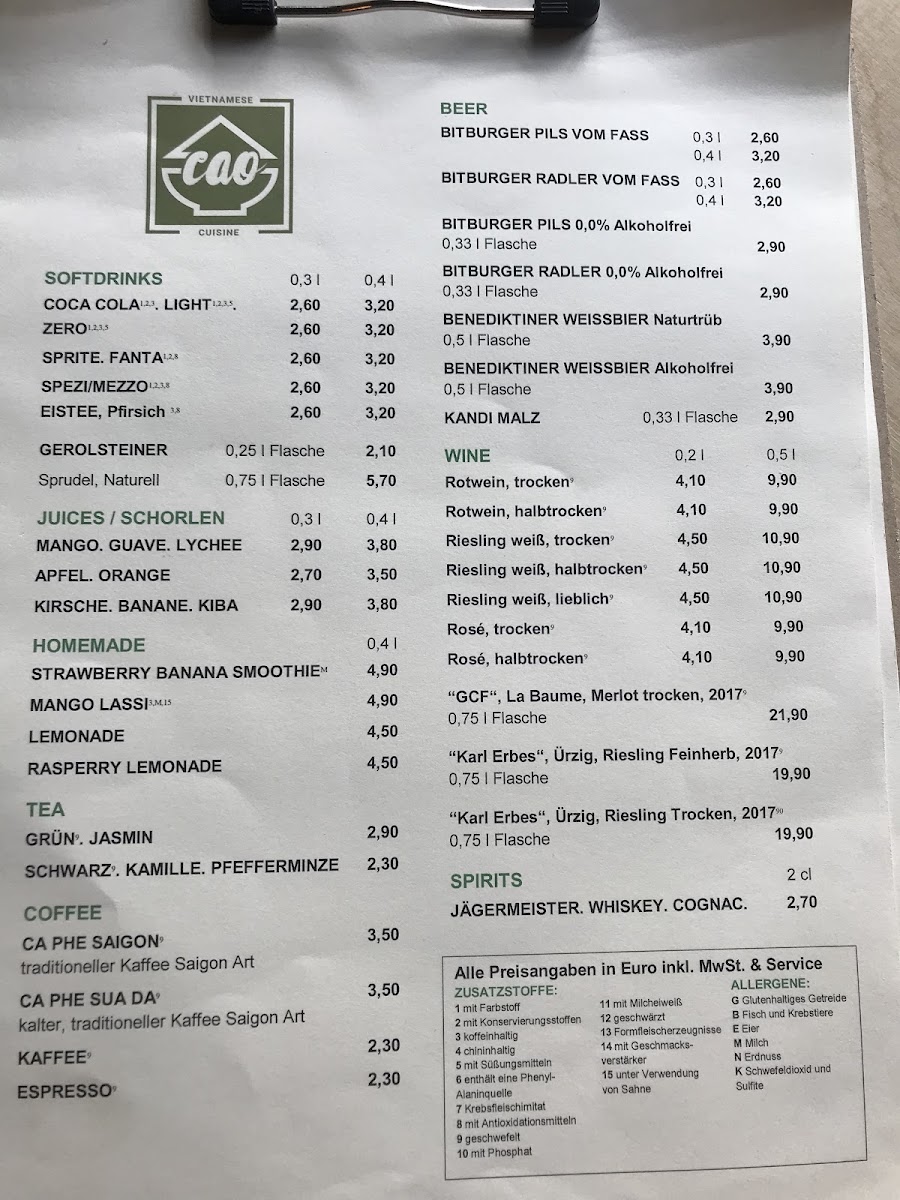 VIETNAMESE
cao
CUISINE
SOFTDRINKS 0,3 l 0,4 l
COCA COLA1,2,3. LIGHT1,2,3,5. 2,60 3,20
ZERO1,2,3,5 2,60 3,20
SPRITE. FANTA1,2,8 2,60 3,20
SPEZI/MEZZO1,2,3,8 2,60 3,20
EISTEE, Pfirsich 3,8 2,60 3,20
GEROLSTEINER 0,25 l Flasche 2,10
Sprudel, Naturell 0,75 l Flasche 5,70
JUICES / SCHORLEN 0,3 l 0,4 l
MANGO. GUAVE. LYCHEE 2,90 3,80
APFEL. ORANGE 2,70 3,50
KIRSCHE. BANANE. KIBA 2,90 3,80
HOMEMADE 0,4 l
STRAWBERRY BANANA SMOOTHIEM 4,90
MANGO LASSI3,M,15 4,90
LEMONADE 4,50
RASPERRY LEMONADE 4,50
TEA
GRÜN9. JASMIN 2,90
SCHWARZ9. KAMILLE. PFEFFERMINZE 2,30
COFFEE
CA PHE SAIGON9 3,50
traditioneller Kaffee Saigon Art
CA PHE SUA DA9 3,50
kalter, traditioneller Kaffee Saigon Art
KAFFEE9 2,30
ESPRESSO9 2,30
BEER
BITBURGER PILS VOM FASS 0,3 l 2,60
0,4 l 3,20
BITBURGER RADLER VOM FASS 0,3 l 2,60
0,4 l 3,20
BITBURGER PILS 0,0% Alkoholfrei
0,33 l Flasche 2,90
BITBURGER RADLER 0,0% Alkoholfrei
0,33 l Flasche 2,90
BENEDIKTINER WEISSBIER Naturtrüb
0,5 l Flasche 3,90
BENEDIKTINER WEISSBIER Alkoholfrei
0,5 l Flasche 3,90
KANDI MALZ 0,33 l Flasche 2,90
WINE 0,2 l 0,5 l
Rotwein, trocken9 4,10 9,90
Rotwein, halbtrocken9 4,10 9,90
Riesling weiß, trocken9 4,50 10,90
Riesling weiß, halbtrocken9 4,50 10,90
Riesling weiß, lieblich9 4,50 10,90
Rosé, trocken9 4,10 9,90
Rosé, halbtrocken9 4,10 9,90
“GCF“, La Baume, Merlot trocken, 20179
0,75 l Flasche 21,90
“Karl Erbes“, Ürzig, Riesling Feinherb, 20179
0,75 l Flasche 19,90
“Karl Erbes“, Ürzig, Riesling Trocken, 201790
0,75 l Flasche 19,90
SPIRITS 2 cl
JÄGERMEISTER. WHISKEY. COGNAC. 2,70
Alle Preisangaben in Euro inkl. MwSt. & Service
ZUSATZSTOFFE:
1 mit Farbstoff
2 mit Konservierungsstoffen
3 koffeinhaltig
4 chininhaltig
5 mit Süßungsmitteln
6 enthält eine Phenyl-
Alaninquelle
7 Krebsfleischimitat
8 mit Antioxidationsmitteln
9 geschwefelt
10 mit Phosphat
11 mit Milcheiweiß
12 geschwärzt
13 Formfleischerzeugnisse
14 mit Geschmacks-
verstärker
15 unter Verwendung
von Sahne
ALLERGENE:
G Glutenhaltiges Getreide
B Fisch und Krebstiere
E Eier
M Milch
N Erdnuss
K Schwefeldioxid und
Sulfite